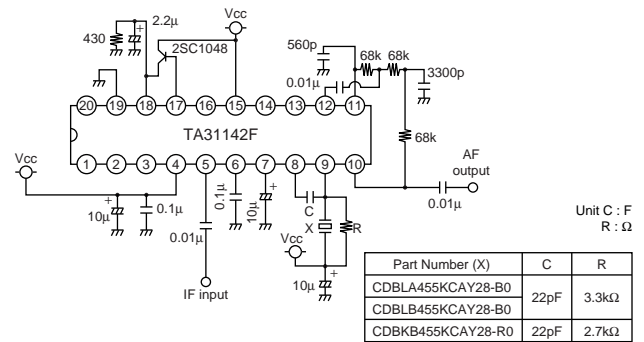 Vcc
2.2μ
+
430
2SC1048
560p
68k
68k
0.01μ
3300p
20
19
18
17
16
15
14
13
12
11
TA31142F
68k
1
2
3
4
5
6
7
8
9
10
Vcc
AF
output
+
10μ
0.1μ
0.01μ
0.1μ
10μ
+
C
X
R
0.01μ
Vcc
10μ
+
IF input
Unit C : F
R : Ω
Part Number (X) C R
CDBLA455KCAY28-B0 22pF 3.3kΩ
CDBLB455KCAY28-B0
CDBKB455KCAY28-R0 22pF 2.7kΩ